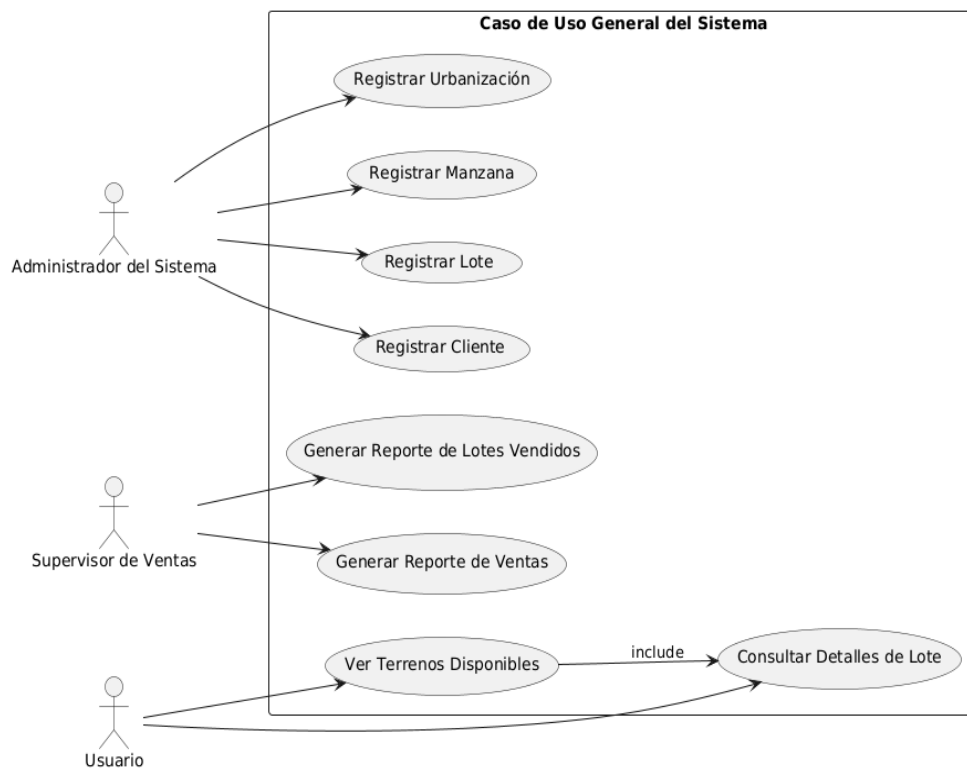 Caso de Uso General del Sistema
Registrar Urbanización
Registrar Manzana
Registrar Lote
Administrador del Sistema
Registrar Cliente
Generar Reporte de Lotes Vendidos
Supervisor de Ventas
Generar Reporte de Ventas
Ver Terrenos Disponibles
include
Consultar Detalles de Lote
Usuario